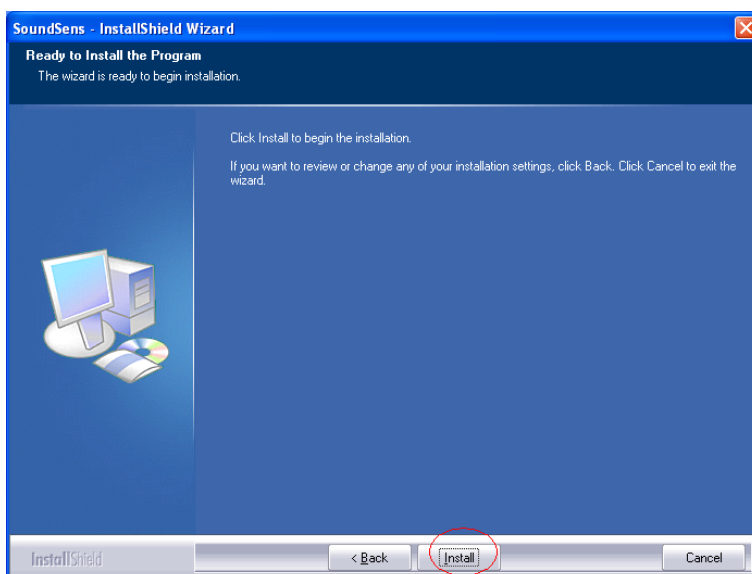 SoundSens - InstallShield Wizard
Ready to Install the Program
The wizard is ready to begin installation.
Click Install to begin the installation.
If you want to review or change any of your installation settings, click Back. Click Cancel to exit the
wizard.
InstallShield
< Back
Install
Cancel